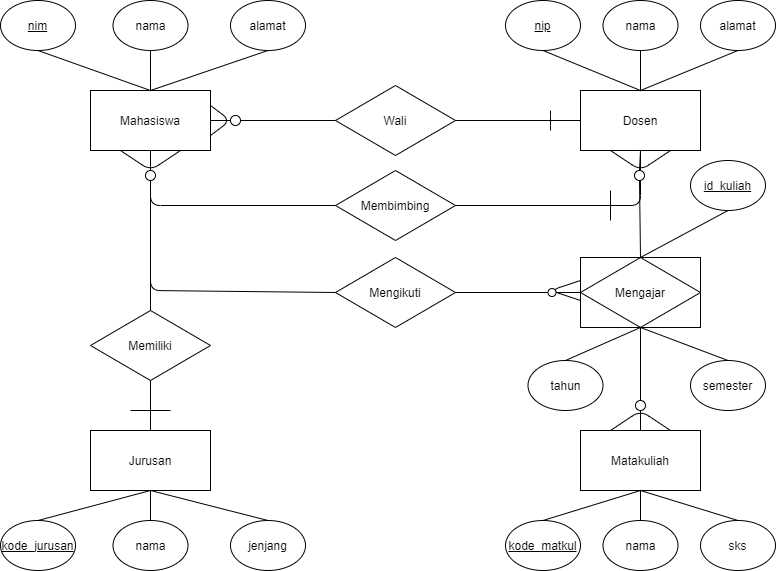 nim
nama
alamat
nip
nama
alamat
Mahasiswa
Wali
Dosen
id_kuliah
Membimbing
Mengikuti
Mengajar
Memiliki
tahun
semester
Jurusan
Matakuliah
kode_jurusan
nama
jenjang
kode_matkul
nama
sks